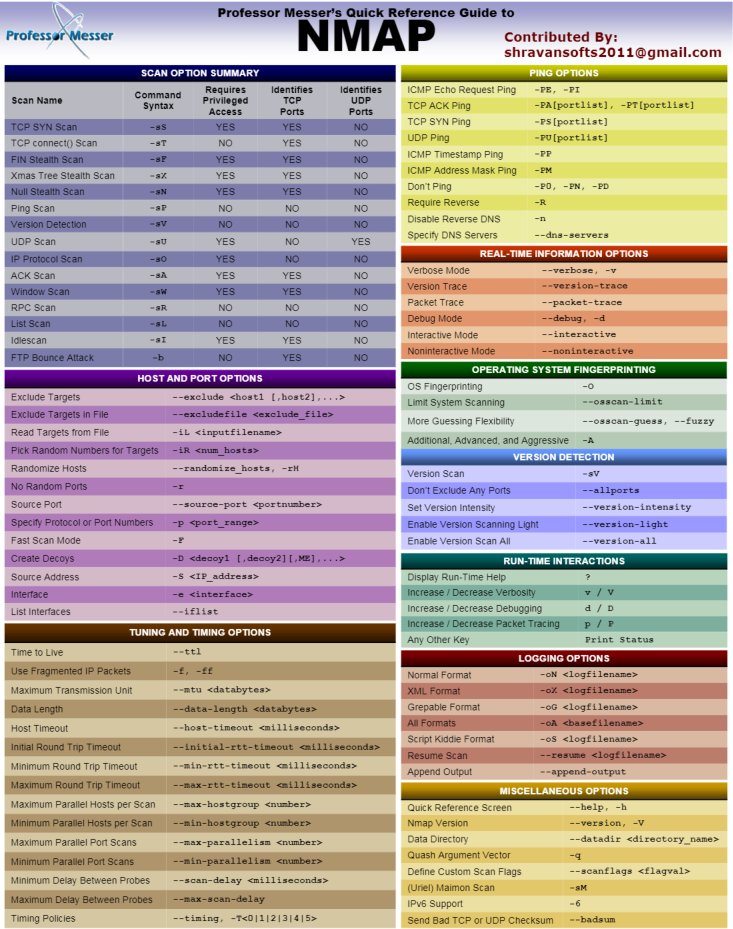 Professor Messer
Professor Messer's Quick Reference Guide to
NMAP
Contributed By:
shravansofts2011@gmail.com
SCAN OPTION SUMMARY
Scan Name Command Syntax Requires Privileged Access Identifies TCP Ports Identifies UDP Ports
TCP SYN Scan -sS YES YES NO
TCP connect() Scan -sT NO YES NO
FIN Stealth Scan -sF YES YES NO
Xmas Tree Stealth Scan -sX YES YES NO
Null Stealth Scan -sN YES YES NO
Ping Scan -sP NO NO NO
Version Detection -sV NO NO NO
UDP Scan -sU YES NO YES
IP Protocol Scan -sO YES NO NO
ACK Scan -sA YES YES NO
Window Scan -sW YES YES NO
RPC Scan -sR NO NO NO
List Scan -sL NO NO NO
Idlescan -sI YES YES NO
FTP Bounce Attack -b NO YES NO
HOST AND PORT OPTIONS
Exclude Targets --exclude <host1 [,host2],...>
Exclude Targets in File --excludefile <exclude_file>
Read Targets from File -iL <inputfilename>
Pick Random Numbers for Targets -iR <num_hosts>
Randomize Hosts --randomize_hosts, -rH
No Random Ports -r
Source Port --source-port <portnumber>
Specify Protocol or Port Numbers -p <port_range>
Fast Scan Mode -F
Create Decoys -D <decoy1 [,decoy2][,ME],...>
Source Address -S <IP_address>
Interface -e <interface>
List Interfaces --iflist
TUNING AND TIMING OPTIONS
Time to Live --ttl
Use Fragmented IP Packets -f, -ff
Maximum Transmission Unit --mtu <databytes>
Data Length --data-length <databytes>
Host Timeout --host-timeout <milliseconds>
Initial Round Trip Timeout --initial-rtt-timeout <milliseconds>
Minimum Round Trip Timeout --min-rtt-timeout <milliseconds>
Maximum Round Trip Timeout --max-rtt-timeout <milliseconds>
Maximum Parallel Hosts per Scan --max-hostgroup <number>
Minimum Parallel Hosts per Scan --min-hostgroup <number>
Maximum Parallel Port Scans --max-parallelism <number>
Minimum Parallel Port Scans --min-parallelism <number>
Minimum Delay Between Probes --scan-delay <milliseconds>
Maximum Delay Between Probes --max-scan-delay
Timing Policies --timing, -T<0|1|2|3|4|5>
PING OPTIONS
ICMP Echo Request Ping -PE, -PI
TCP ACK Ping -PA[portlist], -PT[portlist]
TCP SYN Ping -PS[portlist]
UDP Ping -PU[portlist]
ICMP Timestamp Ping -PP
ICMP Address Mask Ping -PM
Don't Ping -P0, -PN, -PD
Require Reverse -R
Disable Reverse DNS -n
Specify DNS Servers --dns-servers
REAL-TIME INFORMATION OPTIONS
Verbose Mode --verbose, -v
Version Trace --version-trace
Packet Trace --packet-trace
Debug Mode --debug, -d
Interactive Mode --interactive
Noninteractive Mode --noninteractive
OPERATING SYSTEM FINGERPRINTING
OS Fingerprinting -O
Limit System Scanning --osscan-limit
More Guessing Flexibility --osscan-guess, --fuzzy
Additional, Advanced, and Aggressive -A
VERSION DETECTION
Version Scan -sV
Don't Exclude Any Ports --allports
Set Version Intensity --version-intensity
Enable Version Scanning Light --version-light
Enable Version Scan All --version-all
RUN-TIME INTERACTIONS
Display Run-Time Help ?
Increase / Decrease Verbosity v / V
Increase / Decrease Debugging d / D
Increase / Decrease Packet Tracing p / P
Any Other Key Print Status
LOGGING OPTIONS
Normal Format -oN <logfilename>
XML Format -oX <logfilename>
Grepable Format -oG <logfilename>
All Formats -oA <basefilename>
Script Kiddie Format -oS <logfilename>
Resume Scan --resume <logfilename>
Append Output --append-output
MISCELLANEOUS OPTIONS
Quick Reference Screen --help, -h
Nmap Version --version, -V
Data Directory --datadir <directory_name>
Quash Argument Vector -q
Define Custom Scan Flags --scanflags <flagval>
(Uriel) Maimon Scan -sM
IPv6 Support -6
Send Bad TCP or UDP Checksum --badsum